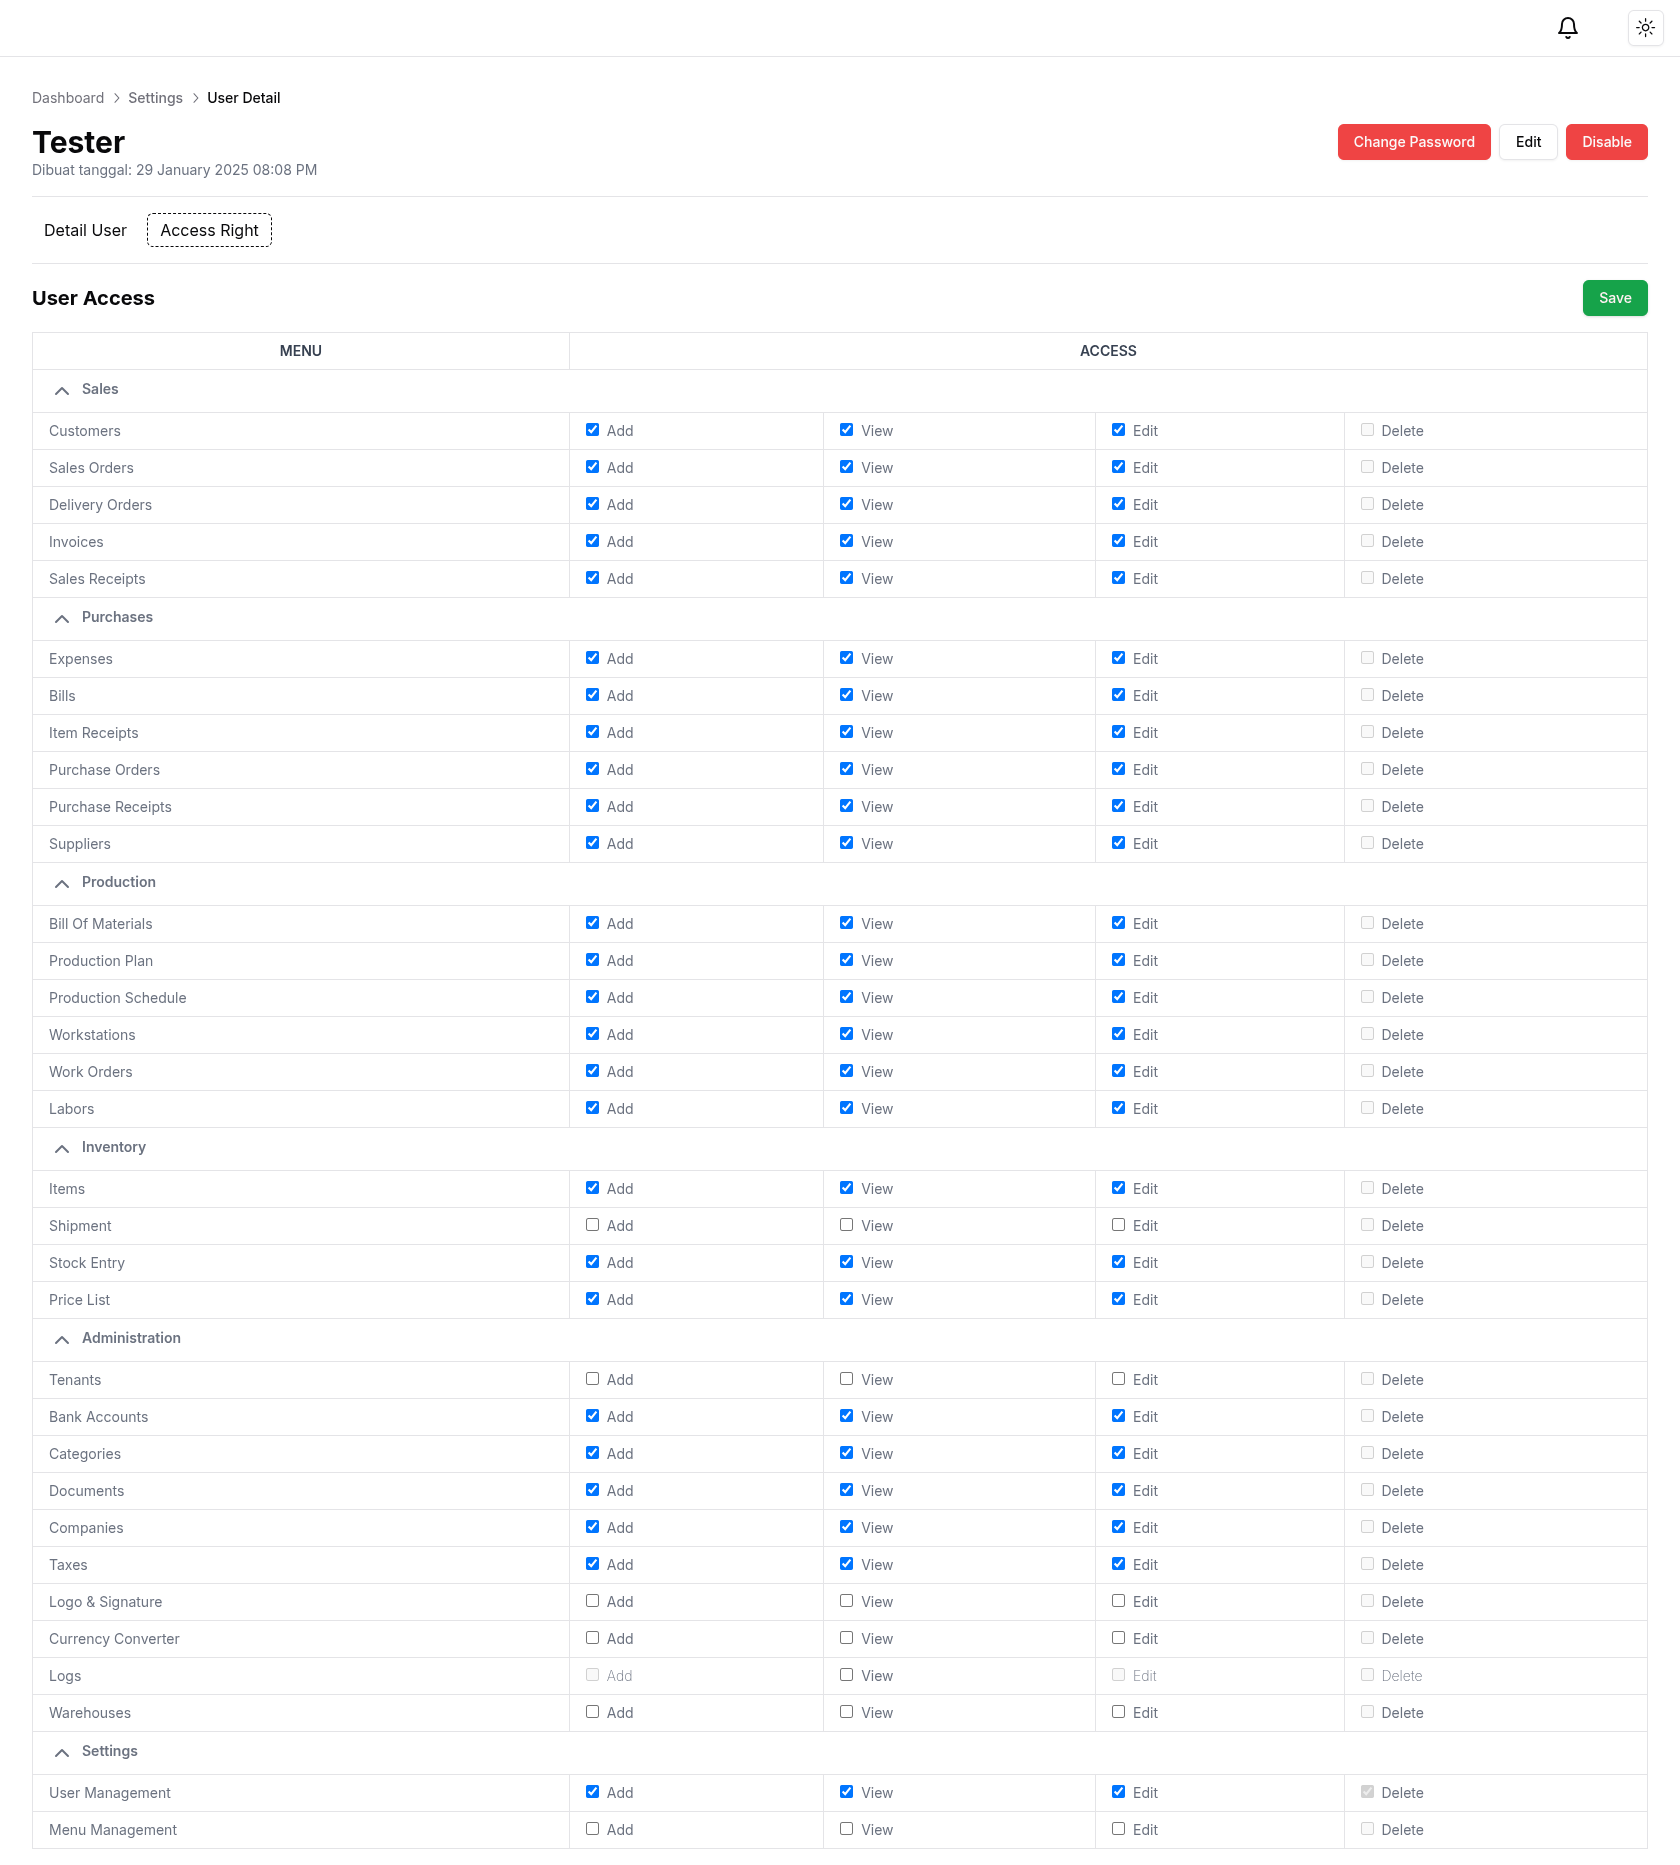 Dashboard > Settings > User Detail
Tester
Change Password Edit Disable
Dibuat tanggal: 29 January 2025 08:08 PM
Detail User Access Right
User Access Save
MENU ACCESS
Sales
Customers Add View Edit Delete
Sales Orders Add View Edit Delete
Delivery Orders Add View Edit Delete
Invoices Add View Edit Delete
Sales Receipts Add View Edit Delete
Purchases
Expenses Add View Edit Delete
Bills Add View Edit Delete
Item Receipts Add View Edit Delete
Purchase Orders Add View Edit Delete
Purchase Receipts Add View Edit Delete
Suppliers Add View Edit Delete
Production
Bill Of Materials Add View Edit Delete
Production Plan Add View Edit Delete
Production Schedule Add View Edit Delete
Workstations Add View Edit Delete
Work Orders Add View Edit Delete
Labors Add View Edit Delete
Inventory
Items Add View Edit Delete
Shipment Add View Edit Delete
Stock Entry Add View Edit Delete
Price List Add View Edit Delete
Administration
Tenants Add View Edit Delete
Bank Accounts Add View Edit Delete
Categories Add View Edit Delete
Documents Add View Edit Delete
Companies Add View Edit Delete
Taxes Add View Edit Delete
Logo & Signature Add View Edit Delete
Currency Converter Add View Edit Delete
Logs Add View Edit Delete
Warehouses Add View Edit Delete
Settings
User Management Add View Edit Delete
Menu Management Add View Edit Delete